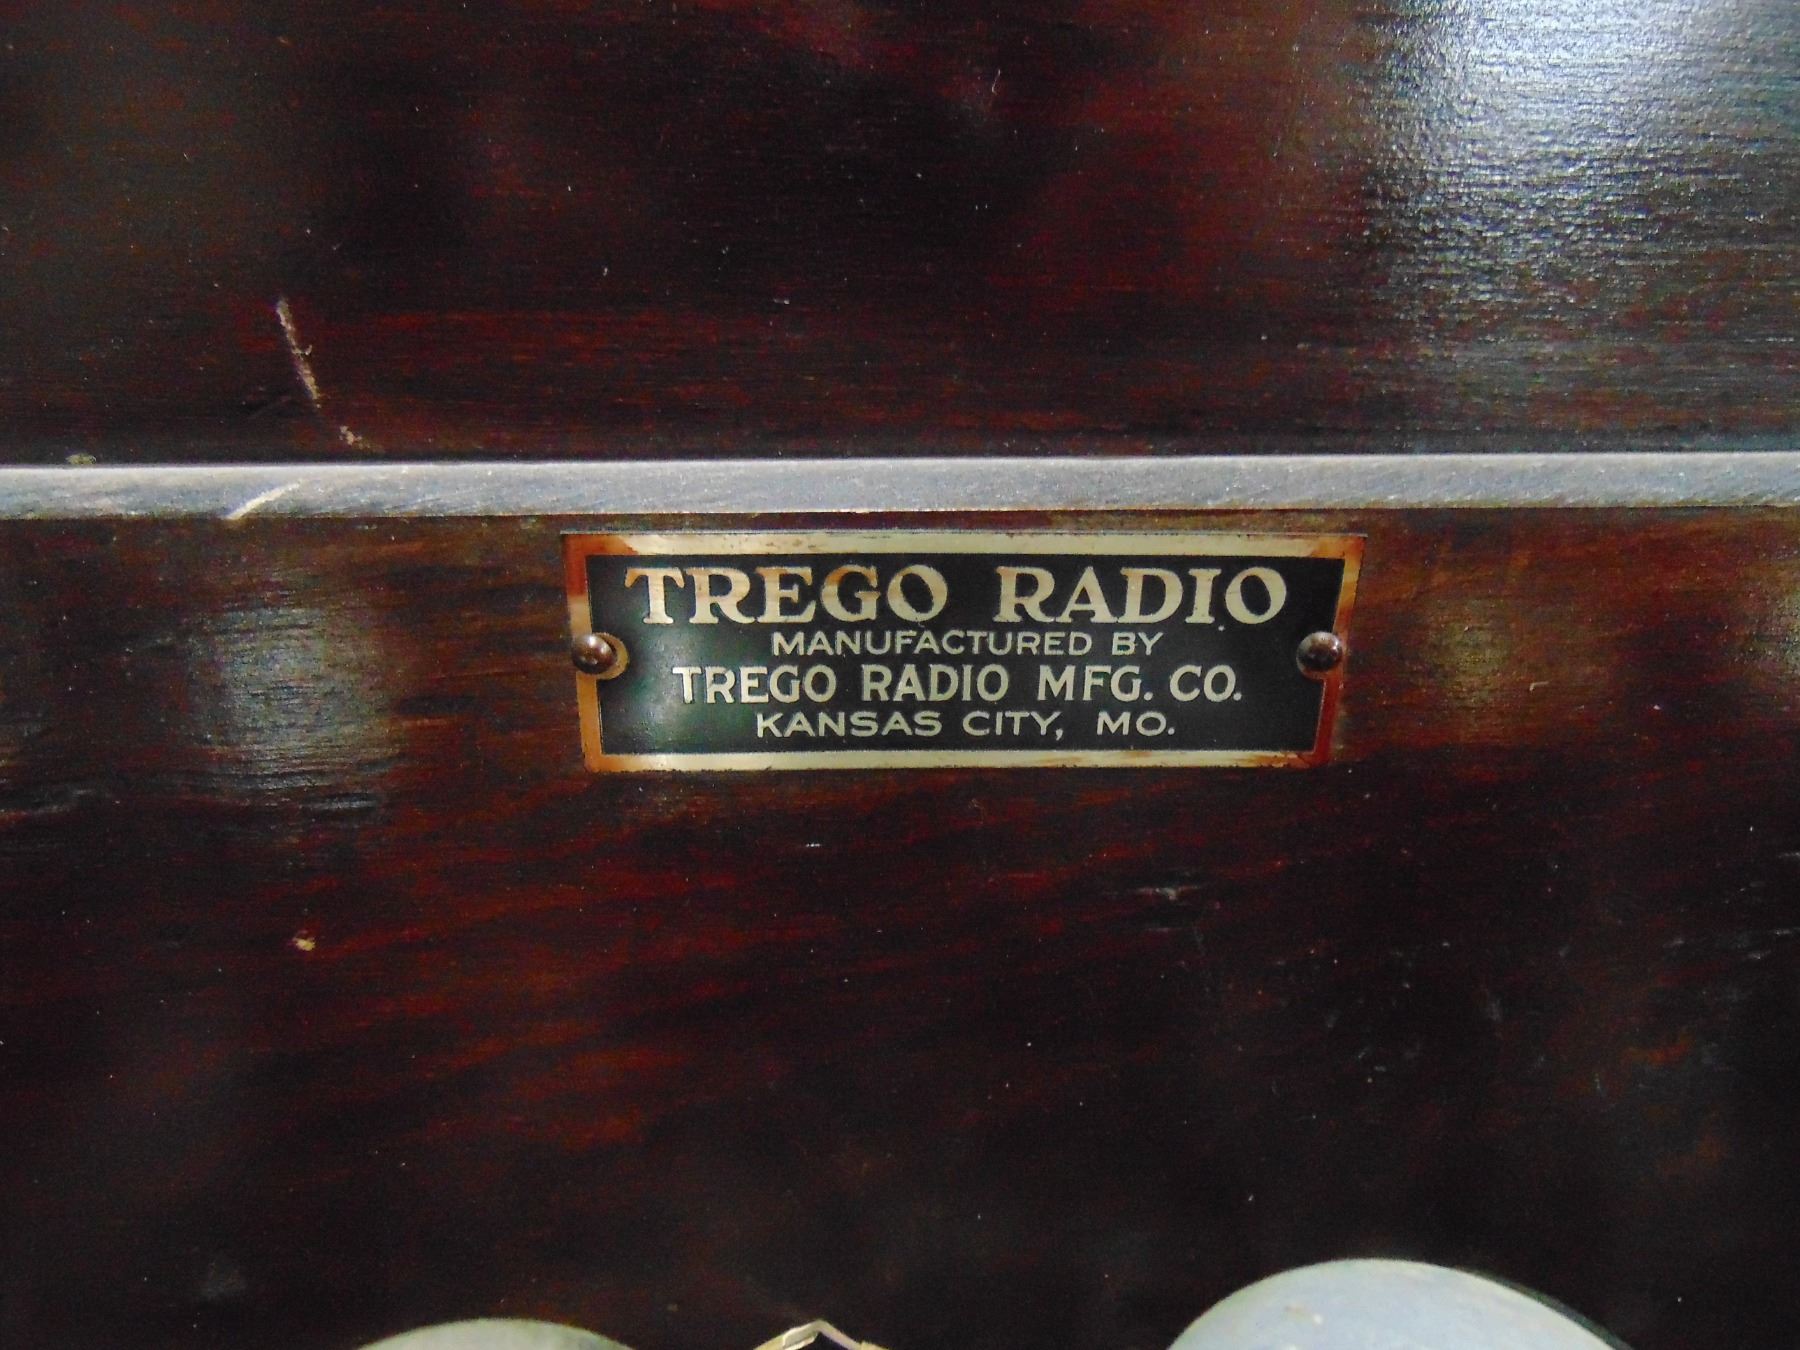 TREGO RADIO
MANUFACTURED BY
TREGO RADIO MFG. CO.
KANSAS CITY, MO.